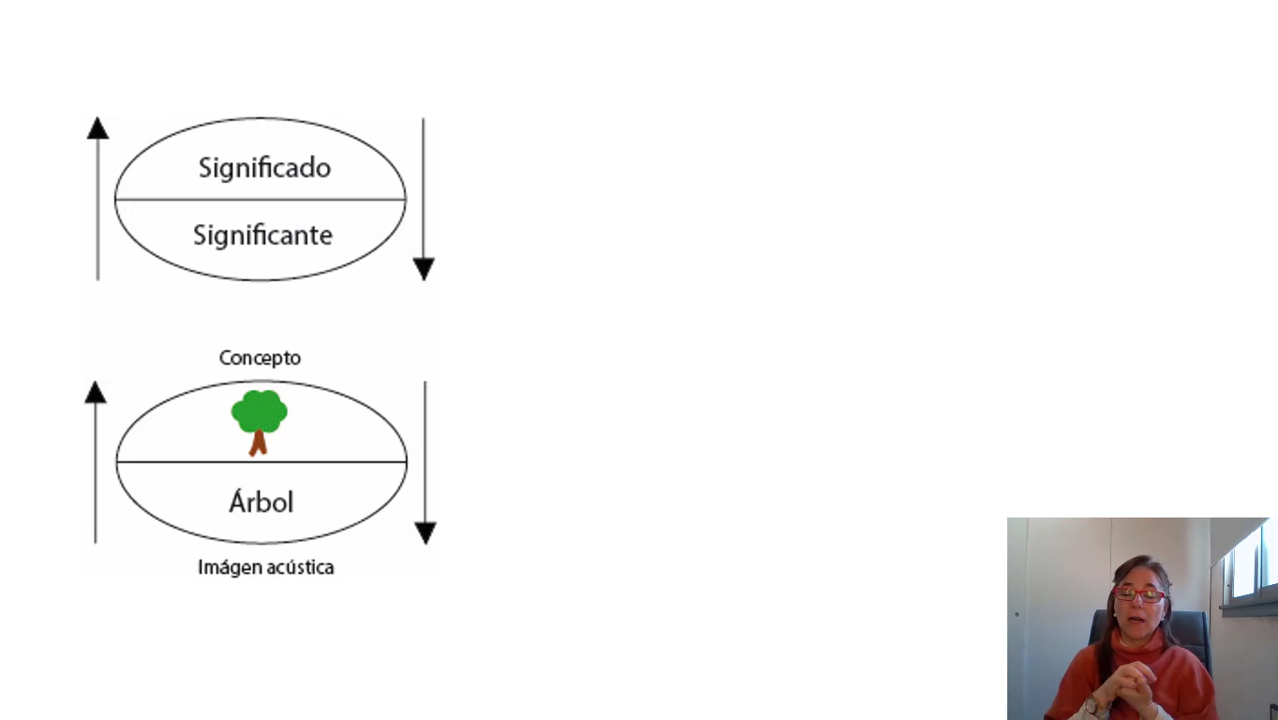 Significado
Significante
Concepto
Árbol
Imágen acústica